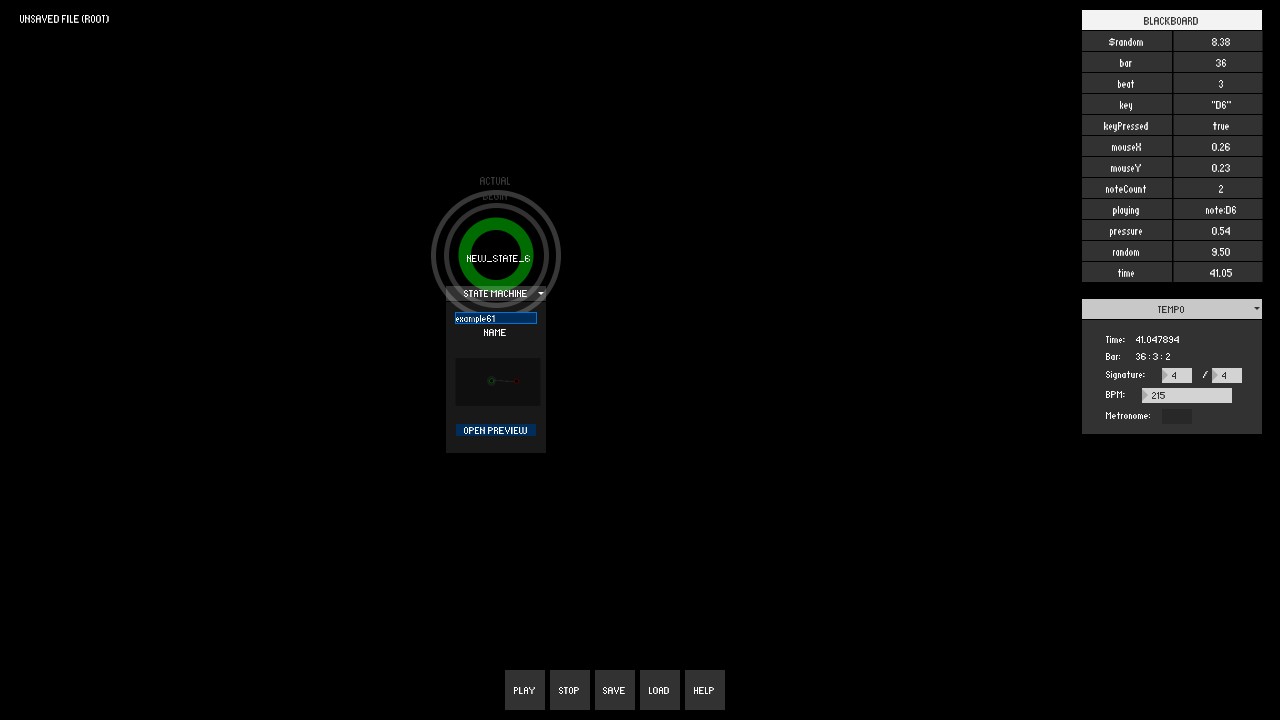 UNSAVED FILE (ROOT)
BLACKBOARD
$random 8.38
bar 36
beat 3
key "D6"
keyPressed true
mouseX 0.26
mouseY 0.23
noteCount 2
playing note:D6
pressure 0.54
random 9.50
time 41.05
ACTUAL
BEGIN
NEW_STATE_6
STATE MACHINE
example61
NAME
OPEN PREVIEW
TEMPO
Time: 41.047894
Bar: 36 : 3 : 2
Signature: 4 / 4
BPM: 215
Metronome:
PLAY STOP SAVE LOAD HELP